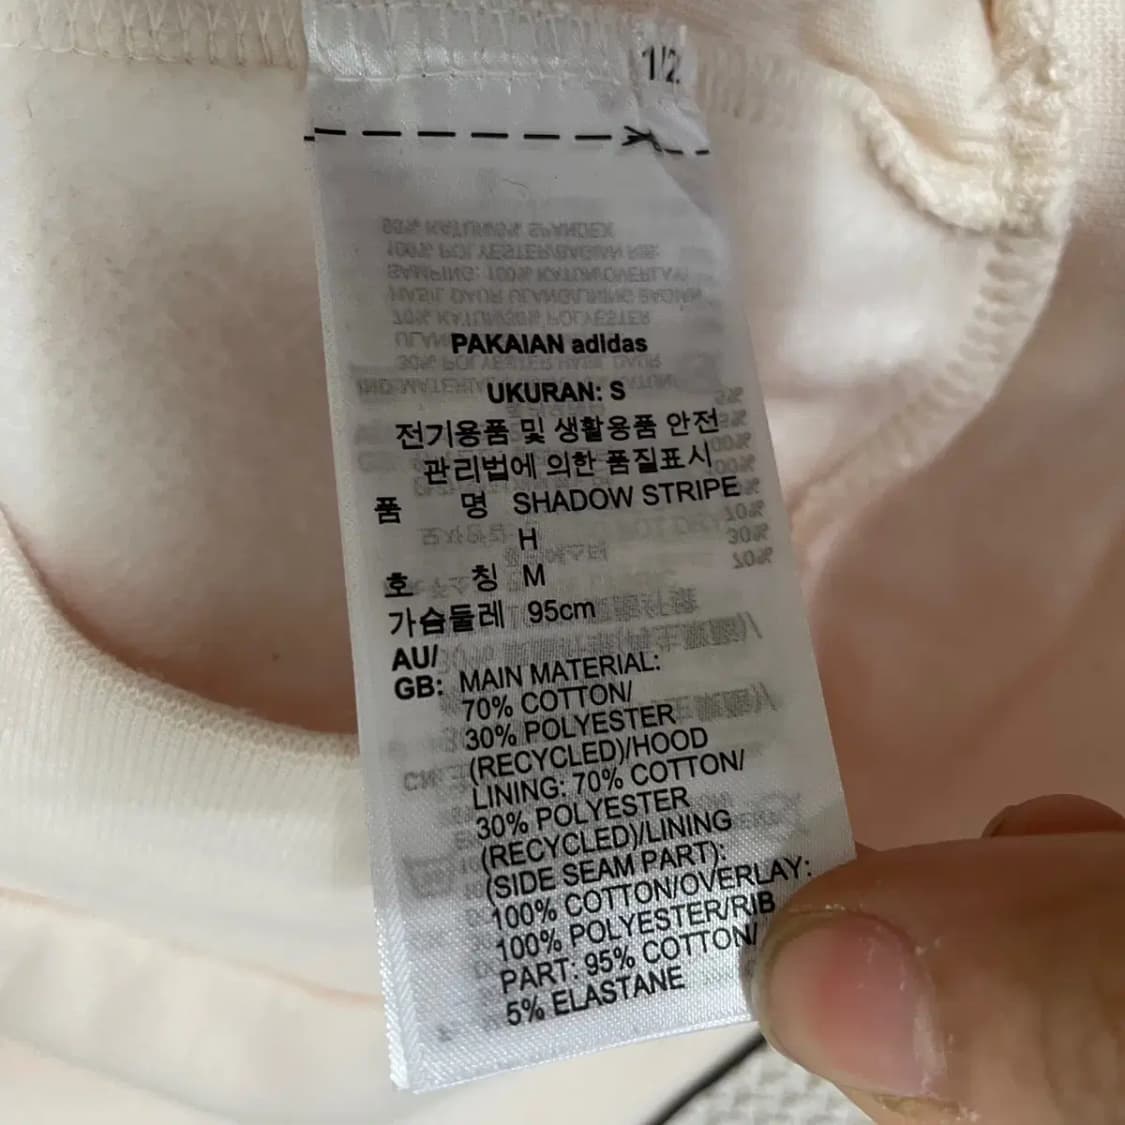 1/2
PAKAIAN adidas
UKURAN: S
전기용품 및 생활용품 안전
관리법에 의한 품질표시
품 명 SHADOW STRIPE
H
호 칭 M
가슴둘레 95cm
AU/
GB: MAIN MATERIAL:
70% COTTON/
30% POLYESTER
(RECYCLED)/HOOD
LINING: 70% COTTON/
30% POLYESTER
(RECYCLED)/LINING
(SIDE SEAM PART):
100% COTTON/OVERLAY:
100% POLYESTER/RIB
PART: 95% COTTON/
5% ELASTANE